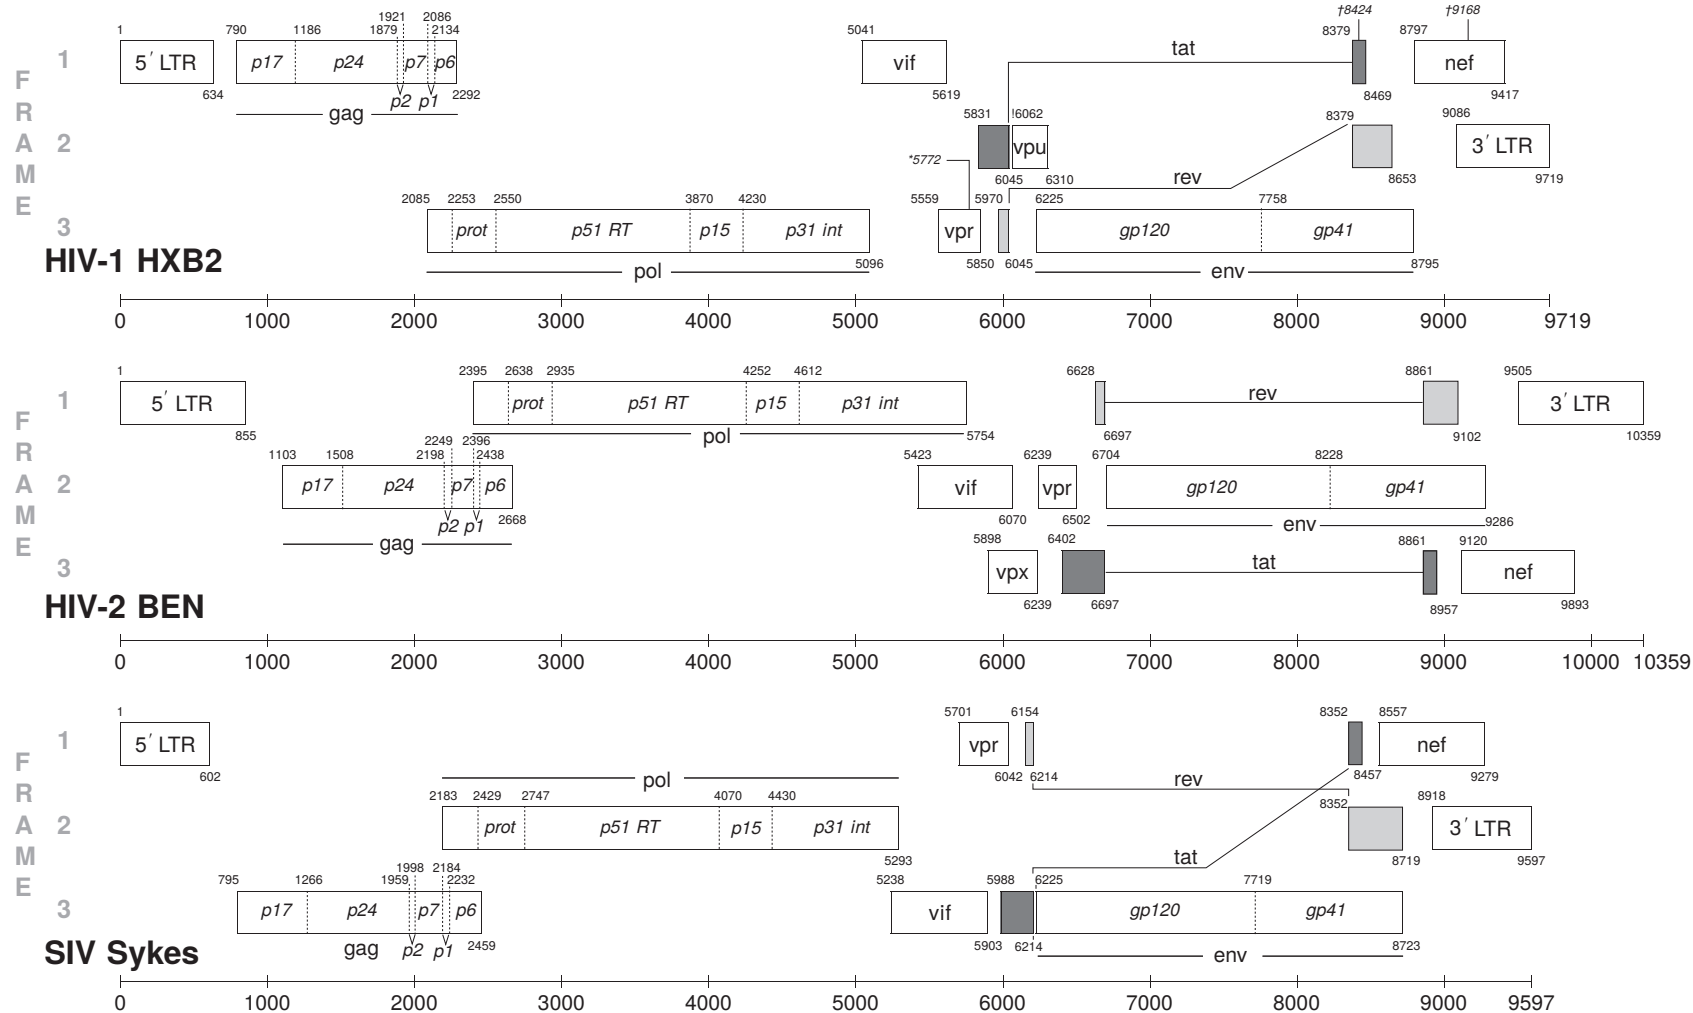 †8424 †9168
1921 2086
1 790 1186 1879 2134 5041 8379 8797
FRAME
1 5′ LTR p17 p24 p7 p6 vif tat nef
634 p2 p1 2292 5619 8469 9417
gag
5831 !6062 8379 9086
2 vpu 3′ LTR
*5772
6045 6310 rev 8653 9719
2085 2253 2550 3870 4230 5559 5970 6225 7758
3 prot p51 RT p15 p31 int vpr gp120 gp41
HIV-1 HXB2
5096 5850 6045 8795
pol env
0 1000 2000 3000 4000 5000 6000 7000 8000 9000 9719
1 2395 2638 2935 4252 4612 6628 8861 9505
FRAME
1 5′ LTR prot p51 RT p15 p31 int rev 3′ LTR
855 pol 5754 6697 9102 10359
2249 2396
1103 1508 2198 2438 5423 6239 6704 8228
2 p17 p24 p7 p6 vif vpr gp120 gp41
p2 p1 2668 6070 6502 env 9286
gag
5898 6402 8861 9120
3 vpx tat nef
HIV-2 BEN
6239 6697 8957 9893
0 1000 2000 3000 4000 5000 6000 7000 8000 9000 10000 10359
1 5701 6154 8352 8557
FRAME
1 5′ LTR vpr nef
602 6042 6214 8457 9279
pol rev
2183 2429 2747 4070 4430 8352 8918
2 prot p51 RT p15 p31 int 3′ LTR
5293 tat 8719 9597
1998 2184
795 1266 1959 2232 5238 5988 6225 7719
3 p17 p24 p7 p6 vif gp120 gp41
SIV Sykes
gag p2 p1 2459 5903 6214 env 8723
0 1000 2000 3000 4000 5000 6000 7000 8000 9000 9597